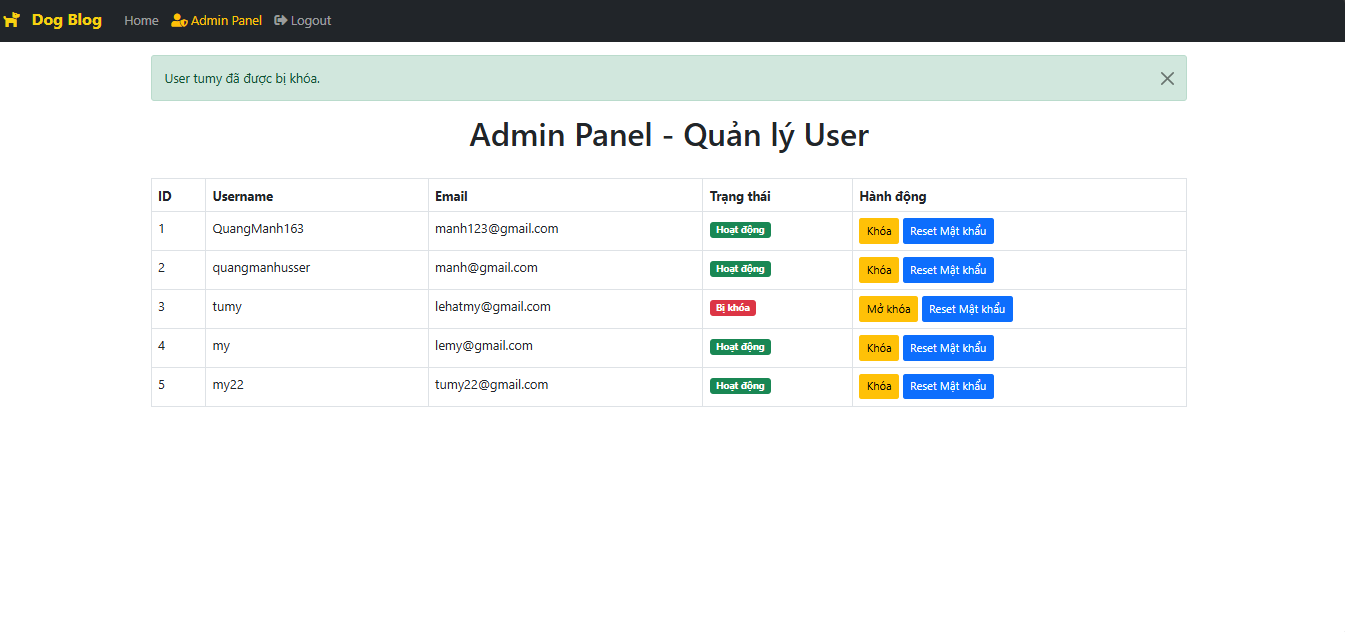 Dog Blog Home Admin Panel Logout
User tumy đã được bị khóa.
Admin Panel - Quản lý User
ID Username Email Trạng thái Hành động
1 QuangManh163 manh123@gmail.com Hoạt động Khóa Reset Mật khẩu
2 quangmanhusser manh@gmail.com Hoạt động Khóa Reset Mật khẩu
3 tumy lehatmy@gmail.com Bị khóa Mở khóa Reset Mật khẩu
4 my lemy@gmail.com Hoạt động Khóa Reset Mật khẩu
5 my22 tumy22@gmail.com Hoạt động Khóa Reset Mật khẩu